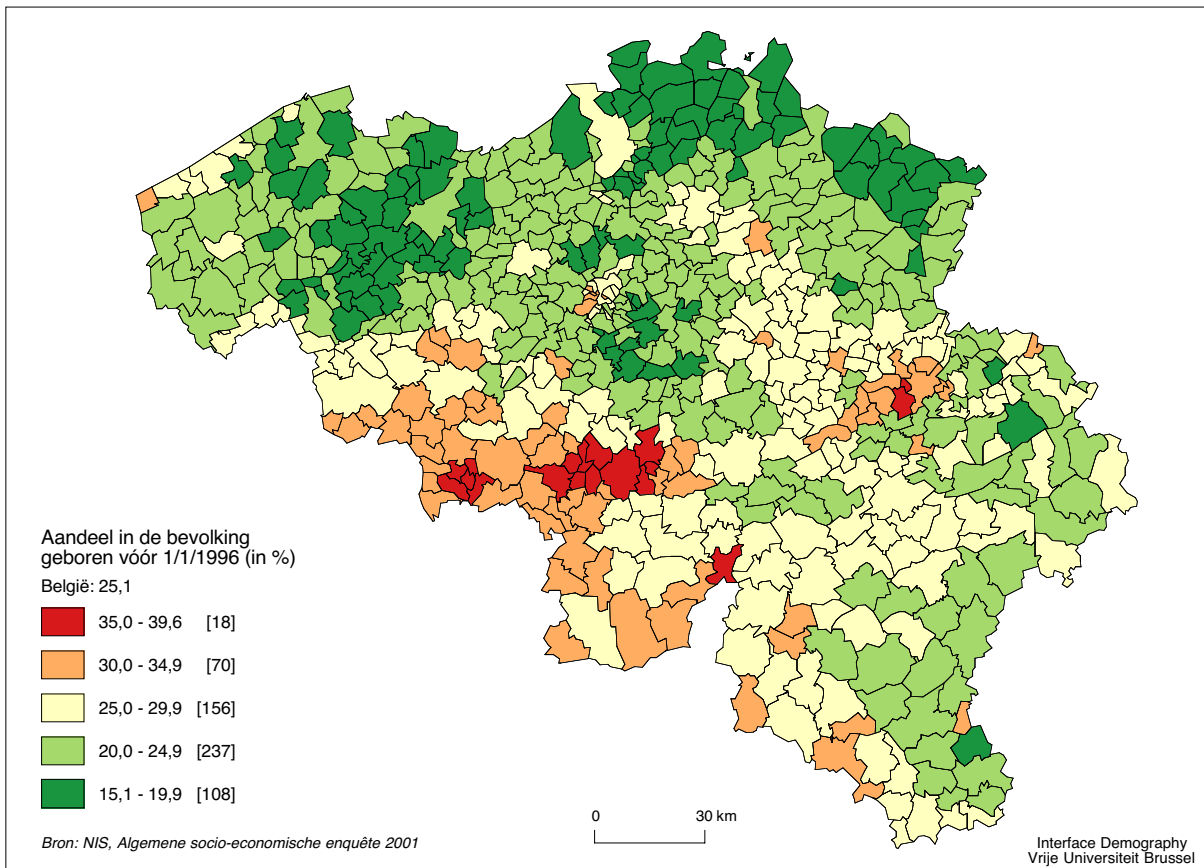 Aandeel in de bevolking
geboren vóór 1/1/1996 (in %)
België: 25,1
35,0 - 39,6 [18]
30,0 - 34,9 [70]
25,0 - 29,9 [156]
20,0 - 24,9 [237]
15,1 - 19,9 [108]
Bron: NIS, Algemene socio-economische enquête 2001
0 30 km
Interface Demography
Vrije Universiteit Brussel